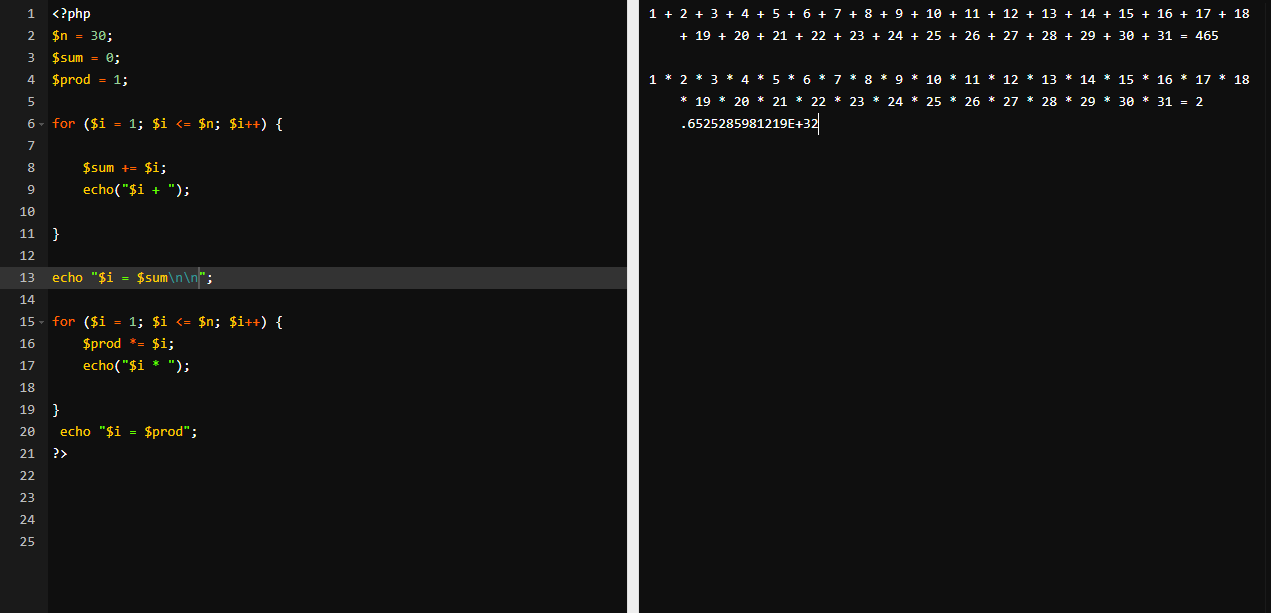 1 <?php
2 $n = 30;
3 $sum = 0;
4 $prod = 1;
5
6 for ($i = 1; $i <= $n; $i++) {
7
8     $sum += $i;
9     echo("$i + ");
10
11 }
12
13 echo "$i = $sum\n\n";
14
15 for ($i = 1; $i <= $n; $i++) {
16     $prod *= $i;
17     echo("$i * ");
18
19 }
20  echo "$i = $prod";
21 ?>
22
23
24
25
1 + 2 + 3 + 4 + 5 + 6 + 7 + 8 + 9 + 10 + 11 + 12 + 13 + 14 + 15 + 16 + 17 + 18
    + 19 + 20 + 21 + 22 + 23 + 24 + 25 + 26 + 27 + 28 + 29 + 30 + 31 = 465
1 * 2 * 3 * 4 * 5 * 6 * 7 * 8 * 9 * 10 * 11 * 12 * 13 * 14 * 15 * 16 * 17 * 18
    * 19 * 20 * 21 * 22 * 23 * 24 * 25 * 26 * 27 * 28 * 29 * 30 * 31 = 2
    .6525285981219E+32